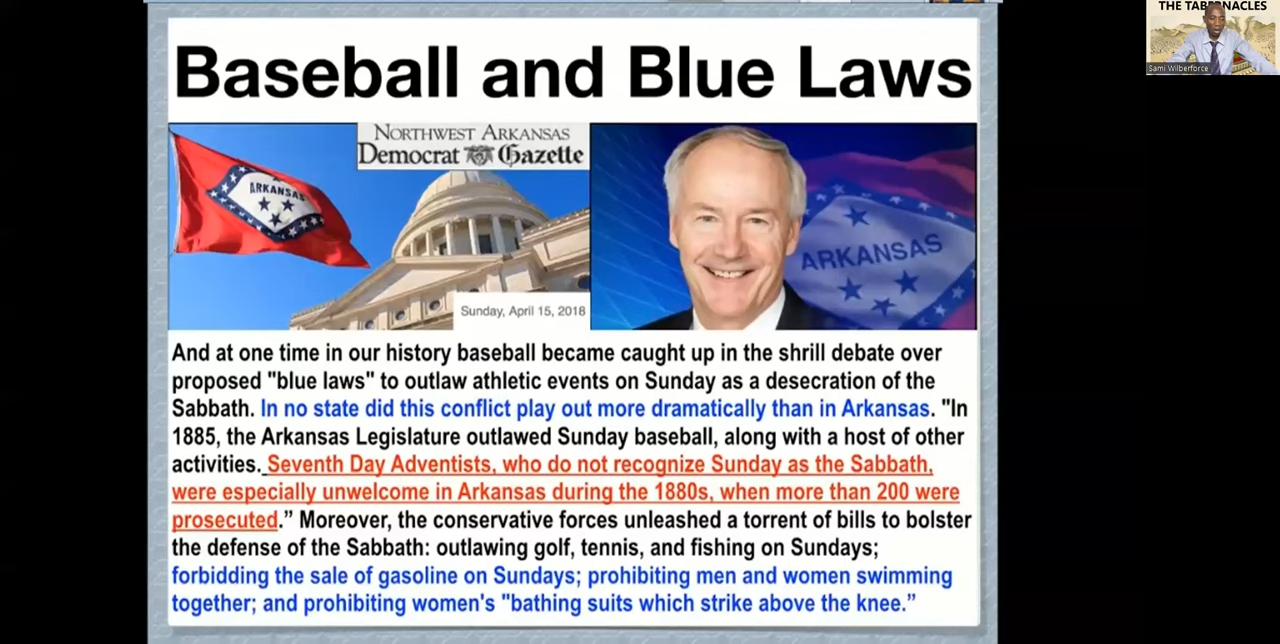 THE TABERNACLES
Sami Wilberforce
Baseball and Blue Laws
NORTHWEST ARKANSAS
Democrat Gazette
ARKANSAS
ARKANSAS
Sunday, April 15, 2018
And at one time in our history baseball became caught up in the shrill debate over
proposed "blue laws" to outlaw athletic events on Sunday as a desecration of the
Sabbath. In no state did this conflict play out more dramatically than in Arkansas. "In
1885, the Arkansas Legislature outlawed Sunday baseball, along with a host of other
activities. Seventh Day Adventists, who do not recognize Sunday as the Sabbath,
were especially unwelcome in Arkansas during the 1880s, when more than 200 were
prosecuted.” Moreover, the conservative forces unleashed a torrent of bills to bolster
the defense of the Sabbath: outlawing golf, tennis, and fishing on Sundays;
forbidding the sale of gasoline on Sundays; prohibiting men and women swimming
together; and prohibiting women's "bathing suits which strike above the knee.”